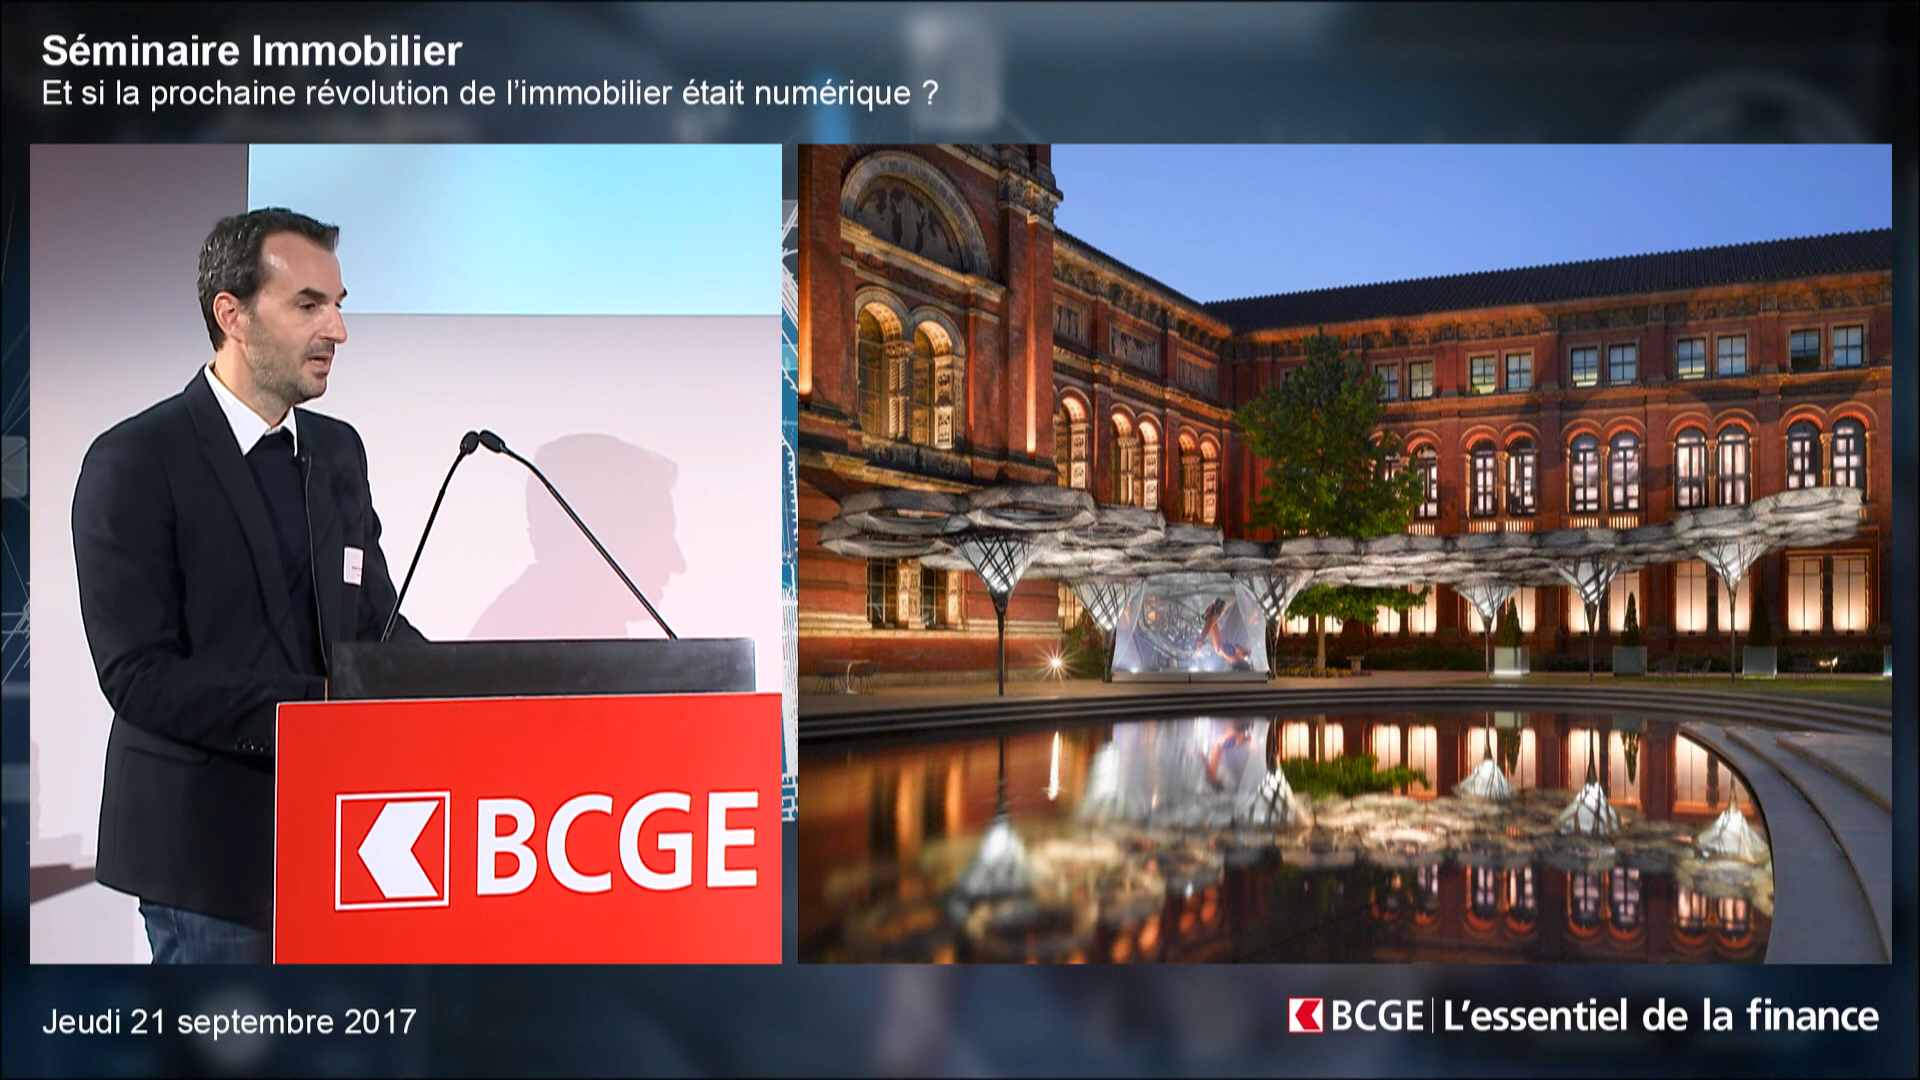 Séminaire Immobilier
Et si la prochaine révolution de l’immobilier était numérique ?
BCGE
Jeudi 21 septembre 2017
BCGE L’essentiel de la finance